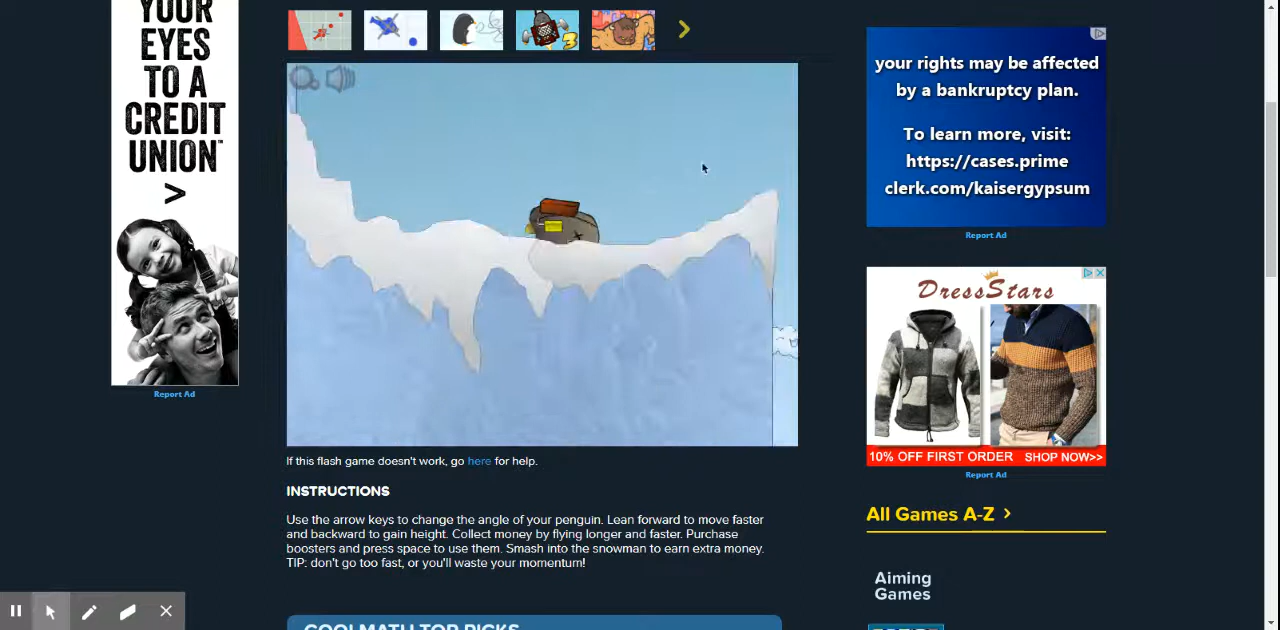 YOUR
EYES
TO A
CREDIT
UNION™
>
Report Ad
3
If this flash game doesn't work, go here for help.
INSTRUCTIONS
Use the arrow keys to change the angle of your penguin. Lean forward to move faster
and backward to gain height. Collect money by flying longer and faster. Purchase
boosters and press space to use them. Smash into the snowman to earn extra money.
TIP: don't go too fast, or you'll waste your momentum!
COOLMATH TOP PICKS
your rights may be affected
by a bankruptcy plan.
To learn more, visit:
https://cases.prime
clerk.com/kaisergypsum
Report Ad
DressStars
10% OFF FIRST ORDER SHOP NOW>>
Report Ad
All Games A-Z >
Aiming
Games